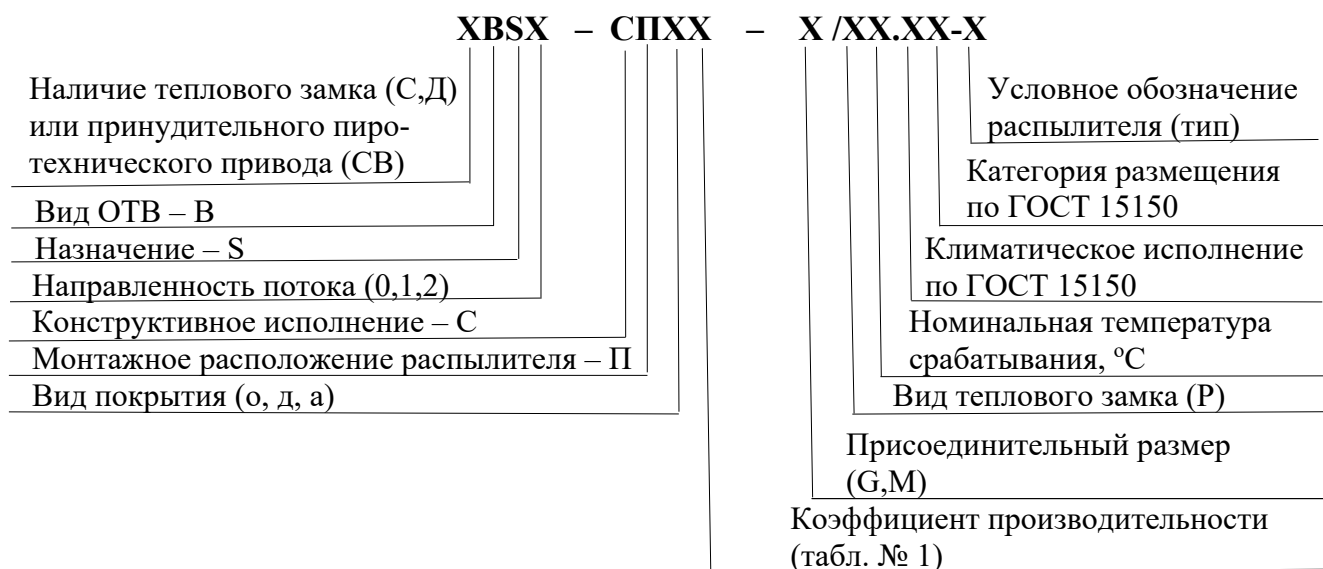 ХBSХ – СПХХ – Х /ХХ.ХХ-Х
Наличие теплового замка (С,Д)
или принудительного пиро-
технического привода (СВ)
Вид ОТВ – В
Назначение – S
Направленность потока (0,1,2)
Конструктивное исполнение – С
Монтажное расположение распылителя – П
Вид покрытия (о, д, а)
Условное обозначение
распылителя (тип)
Категория размещения
по ГОСТ 15150
Климатическое исполнение
по ГОСТ 15150
Номинальная температура
срабатывания, °С
Вид теплового замка (Р)
Присоединительный размер
(G,M)
Коэффициент производительности
(табл. № 1)